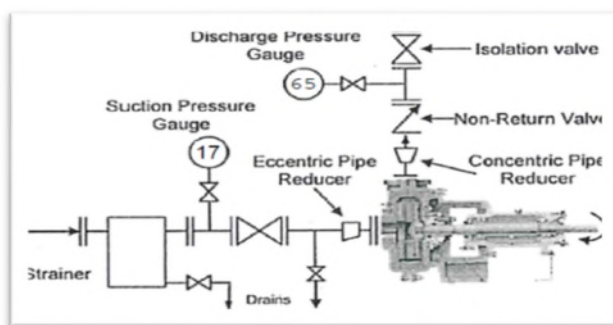 Discharge Pressure
Gauge
Isolation valve
65
Suction Pressure
Gauge
Non-Return Valve
17
Eccentric Pipe
Reducer
Concentric Pipe
Reducer
Strainer
Drains